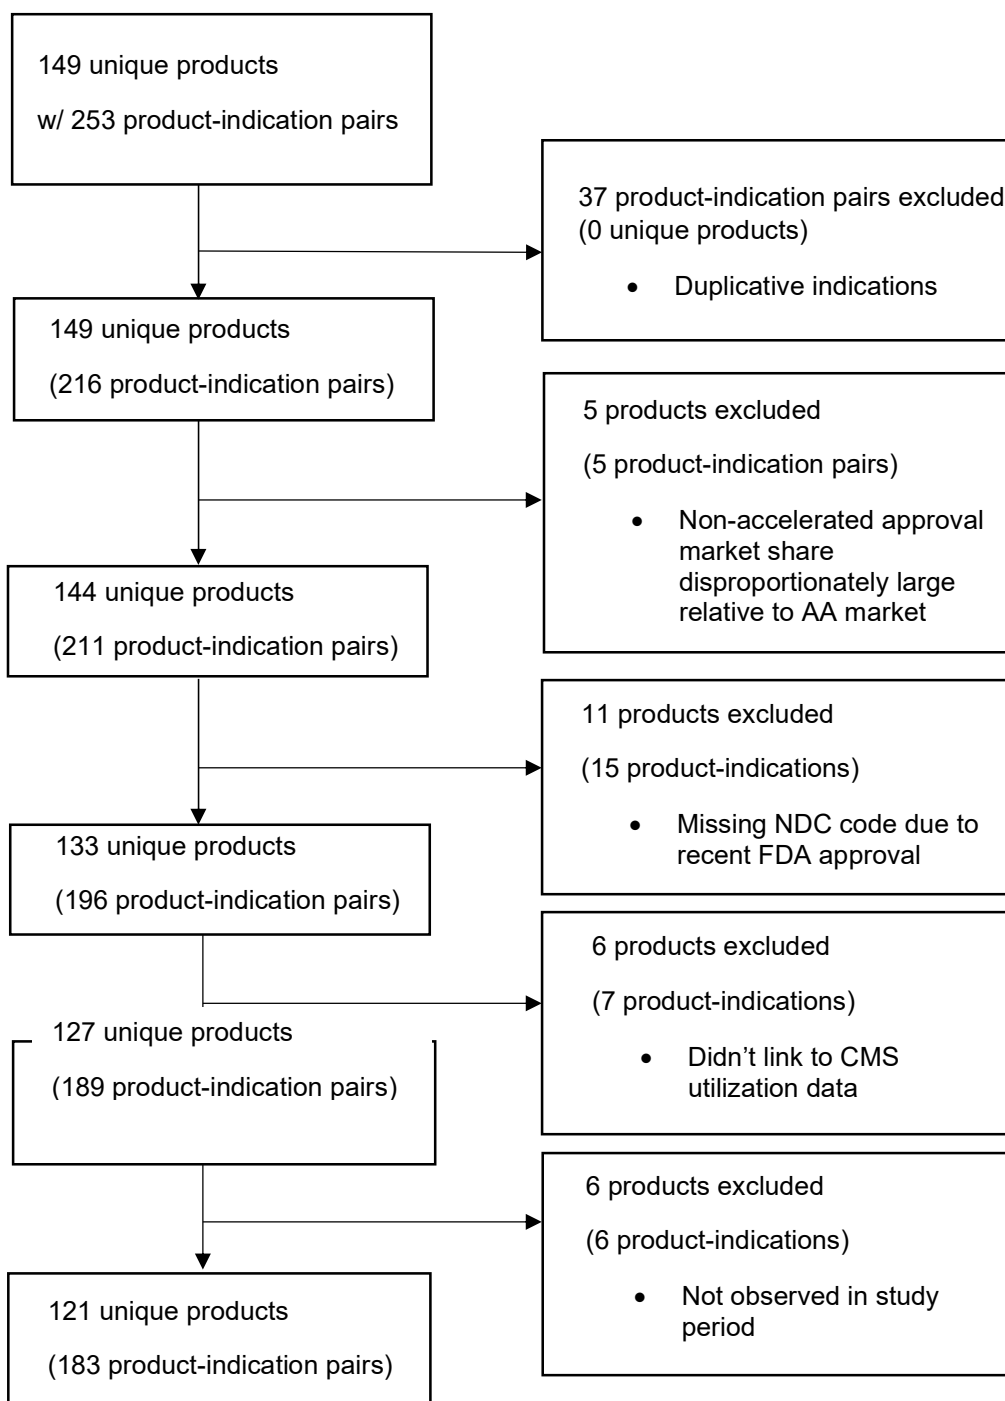 149 unique products
w/ 253 product-indication pairs
37 product-indication pairs excluded
(0 unique products)
• Duplicative indications
149 unique products
(216 product-indication pairs)
5 products excluded
(5 product-indication pairs)
• Non-accelerated approval
market share
disproportionately large
relative to AA market
144 unique products
(211 product-indication pairs)
11 products excluded
(15 product-indications)
• Missing NDC code due to
recent FDA approval
133 unique products
(196 product-indication pairs)
6 products excluded
(7 product-indications)
• Didn’t link to CMS
utilization data
127 unique products
(189 product-indication pairs)
6 products excluded
(6 product-indications)
• Not observed in study
period
121 unique products
(183 product-indication pairs)